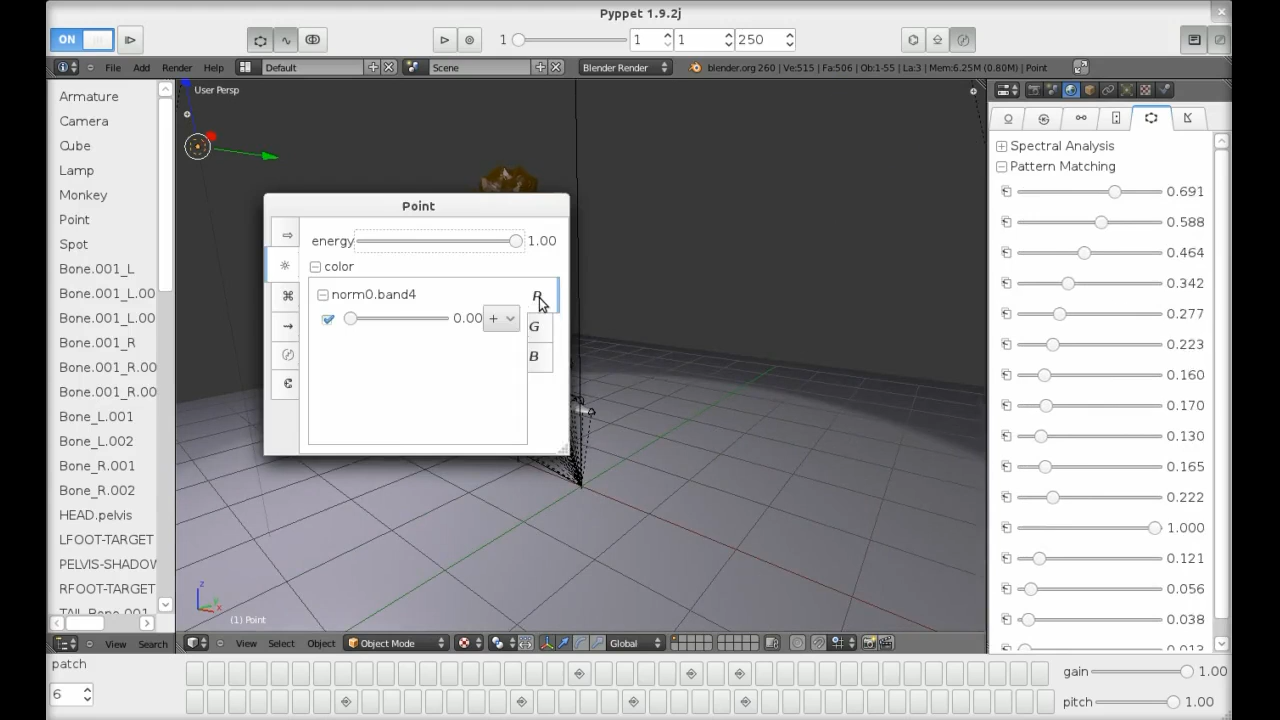 Pyppet 1.9.2j
ON
1
1
1
250
File Add Render Help
Default
Scene
Blender Render
blender.org 260 | Ve:515 | Fa:506 | Ob:1-55 | La:3 | Mem:6.25M (0.80M) | Point
Armature
Camera
Cube
Lamp
Monkey
Point
Spot
Bone.001_L
Bone.001_L.00
Bone.001_L.00
Bone.001_R
Bone.001_R.00
Bone.001_R.00
Bone_L.001
Bone_L.002
Bone_R.001
Bone_R.002
HEAD.pelvis
LFOOT-TARGET
PELVIS-SHADOW
RFOOT-TARGET
TAIL.Bone.001
View Search
User Persp
Point
energy 1.00
color
norm0.band4
0.00 +
R
G
B
z
y
x
(1) Point
View Select Object
Object Mode
Global
Spectral Analysis
Pattern Matching
0.691
0.588
0.464
0.342
0.277
0.223
0.160
0.170
0.130
0.165
0.222
1.000
0.121
0.056
0.038
0.013
patch
6
gain 1.00
pitch 1.00